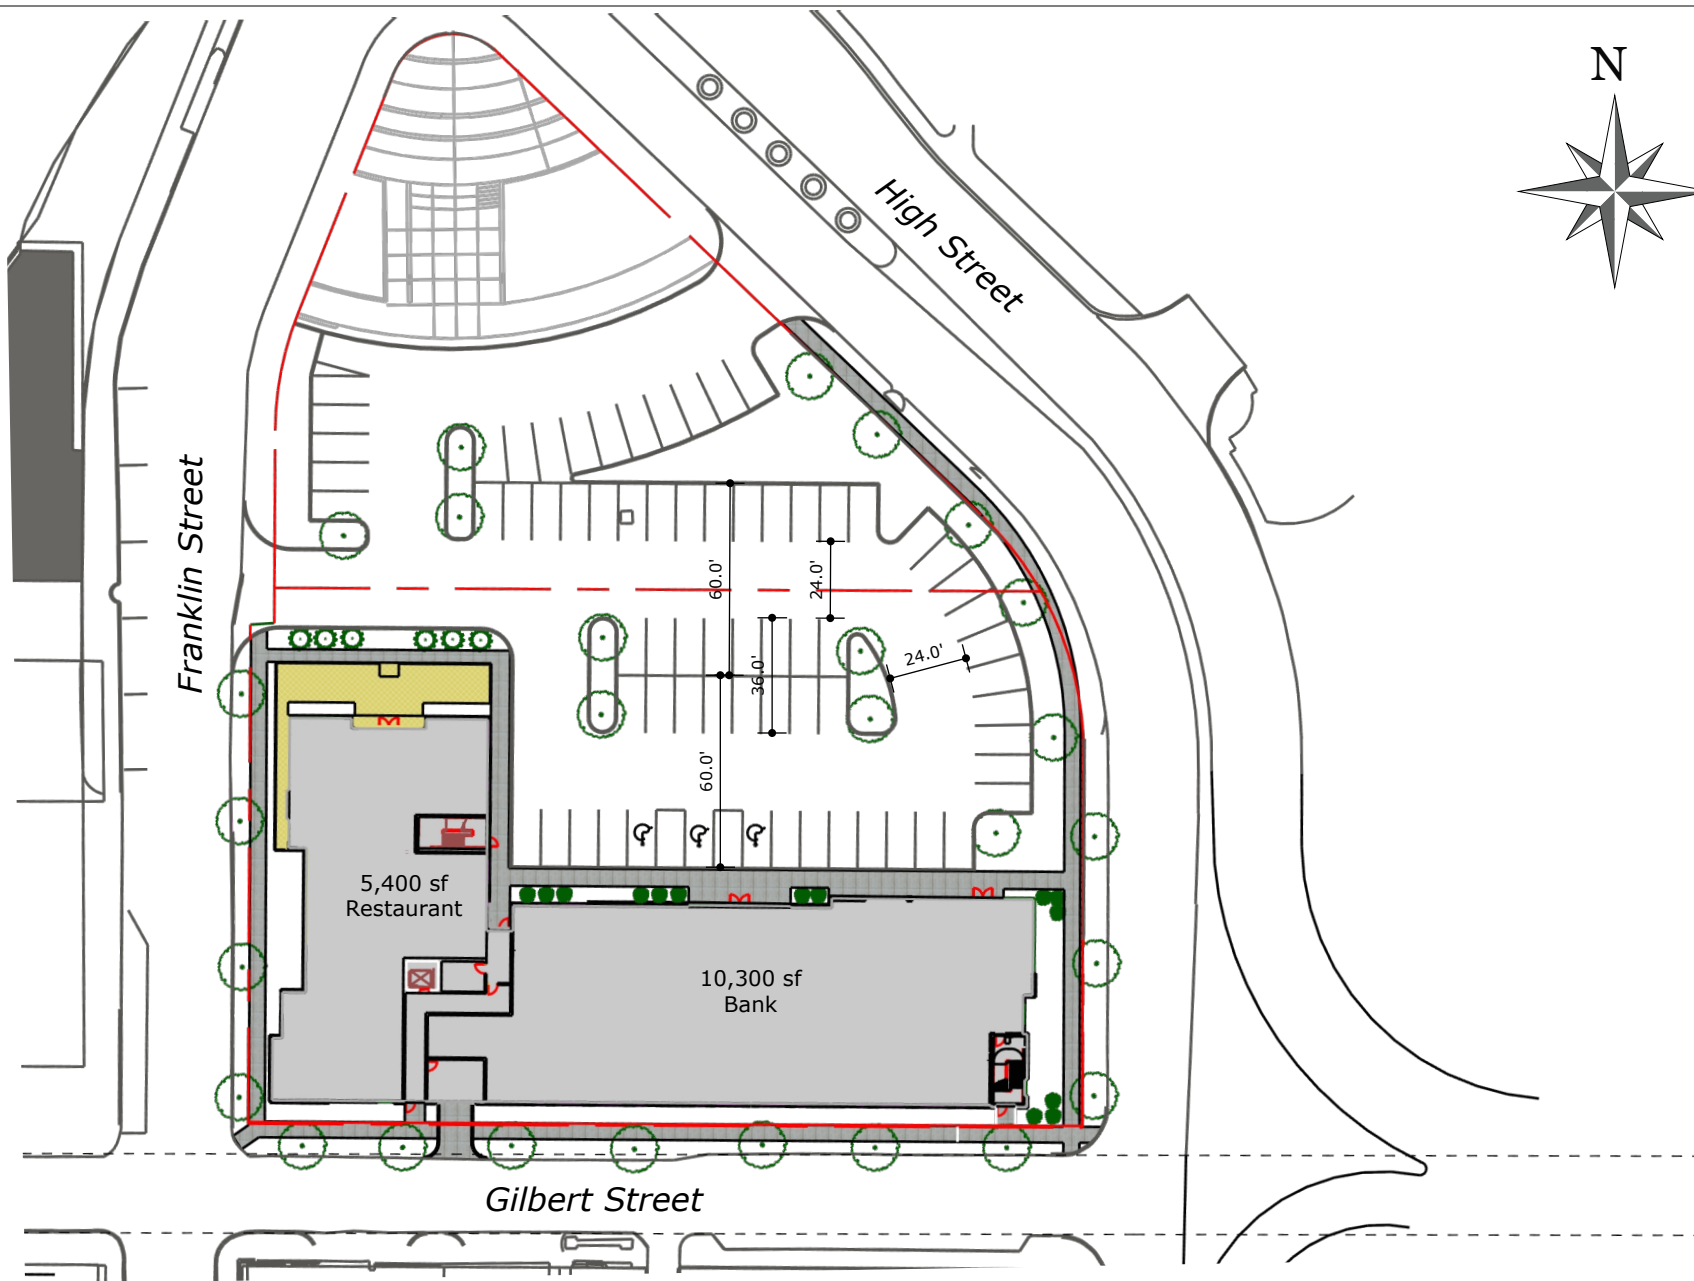 N
High Street
Franklin Street
60.0'
24.0'
24.0'
36.0'
60.0'
5,400 sf
Restaurant
10,300 sf
Bank
Gilbert Street